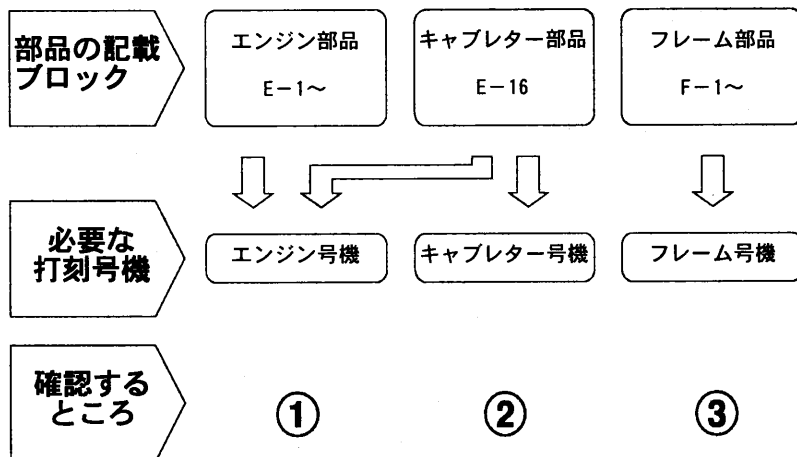 部品の記載
ブロック
エンジン部品
E－1～
キャブレター部品
E－16
フレーム部品
F－1～
必要な
打刻号機
エンジン号機
キャブレター号機
フレーム号機
確認する
ところ
①
②
③